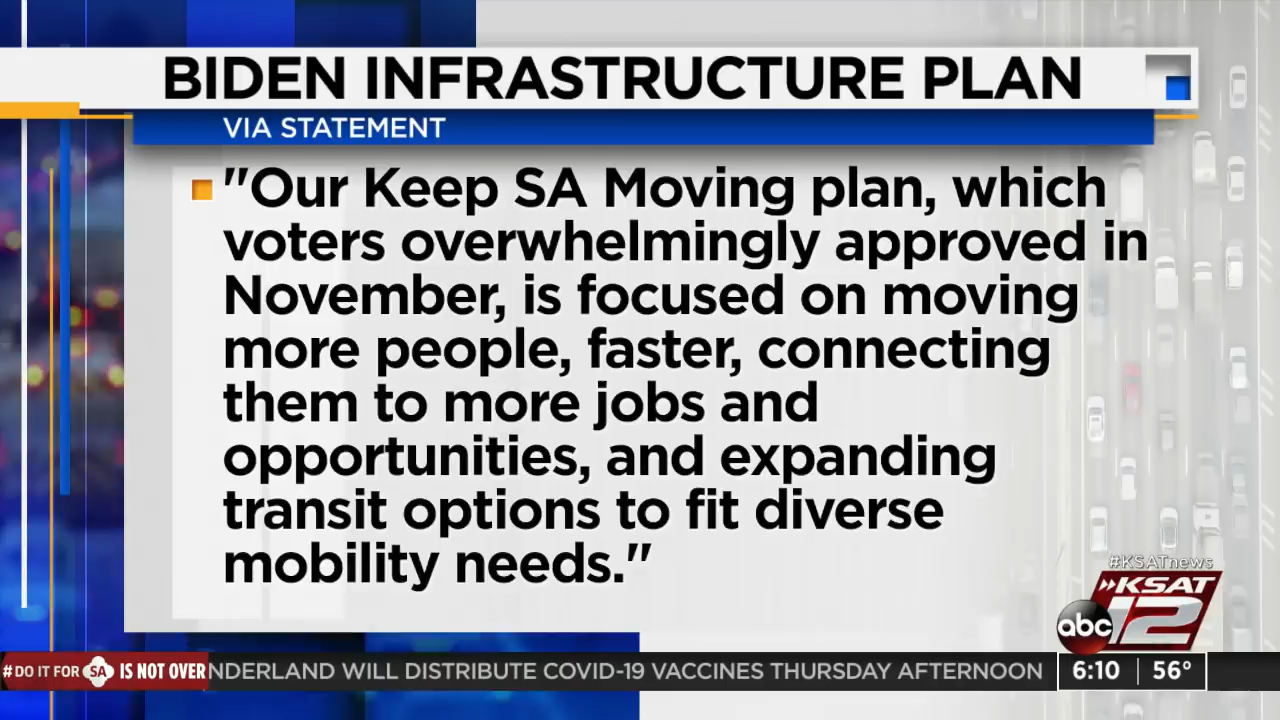 BIDEN INFRASTRUCTURE PLAN
VIA STATEMENT
"Our Keep SA Moving plan, which
voters overwhelmingly approved in
November, is focused on moving
more people, faster, connecting
them to more jobs and
opportunities, and expanding
transit options to fit diverse
mobility needs."
#KSATnews
KSAT
abc 12
#DO IT FOR SA IS NOT OVER NDERLAND WILL DISTRIBUTE COVID-19 VACCINES THURSDAY AFTERNOON 6:10 56°